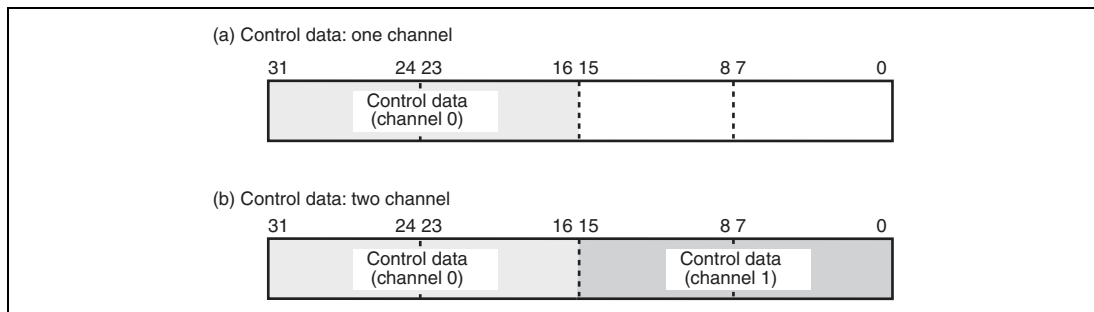 (a) Control data: one channel
31 24 23 16 15 8 7 0
Control data
(channel 0)
(b) Control data: two channel
31 24 23 16 15 8 7 0
Control data Control data
(channel 0) (channel 1)